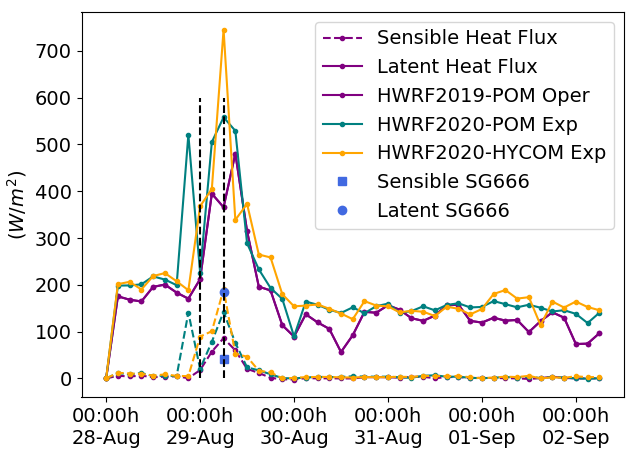 Sensible Heat Flux
Latent Heat Flux
HWRF2019-POM Oper
HWRF2020-POM Exp
HWRF2020-HYCOM Exp
Sensible SG666
Latent SG666
(W/m²)
700
600
500
400
300
200
100
0
00:00h 00:00h 00:00h 00:00h 00:00h 00:00h
28-Aug 29-Aug 30-Aug 31-Aug 01-Sep 02-Sep